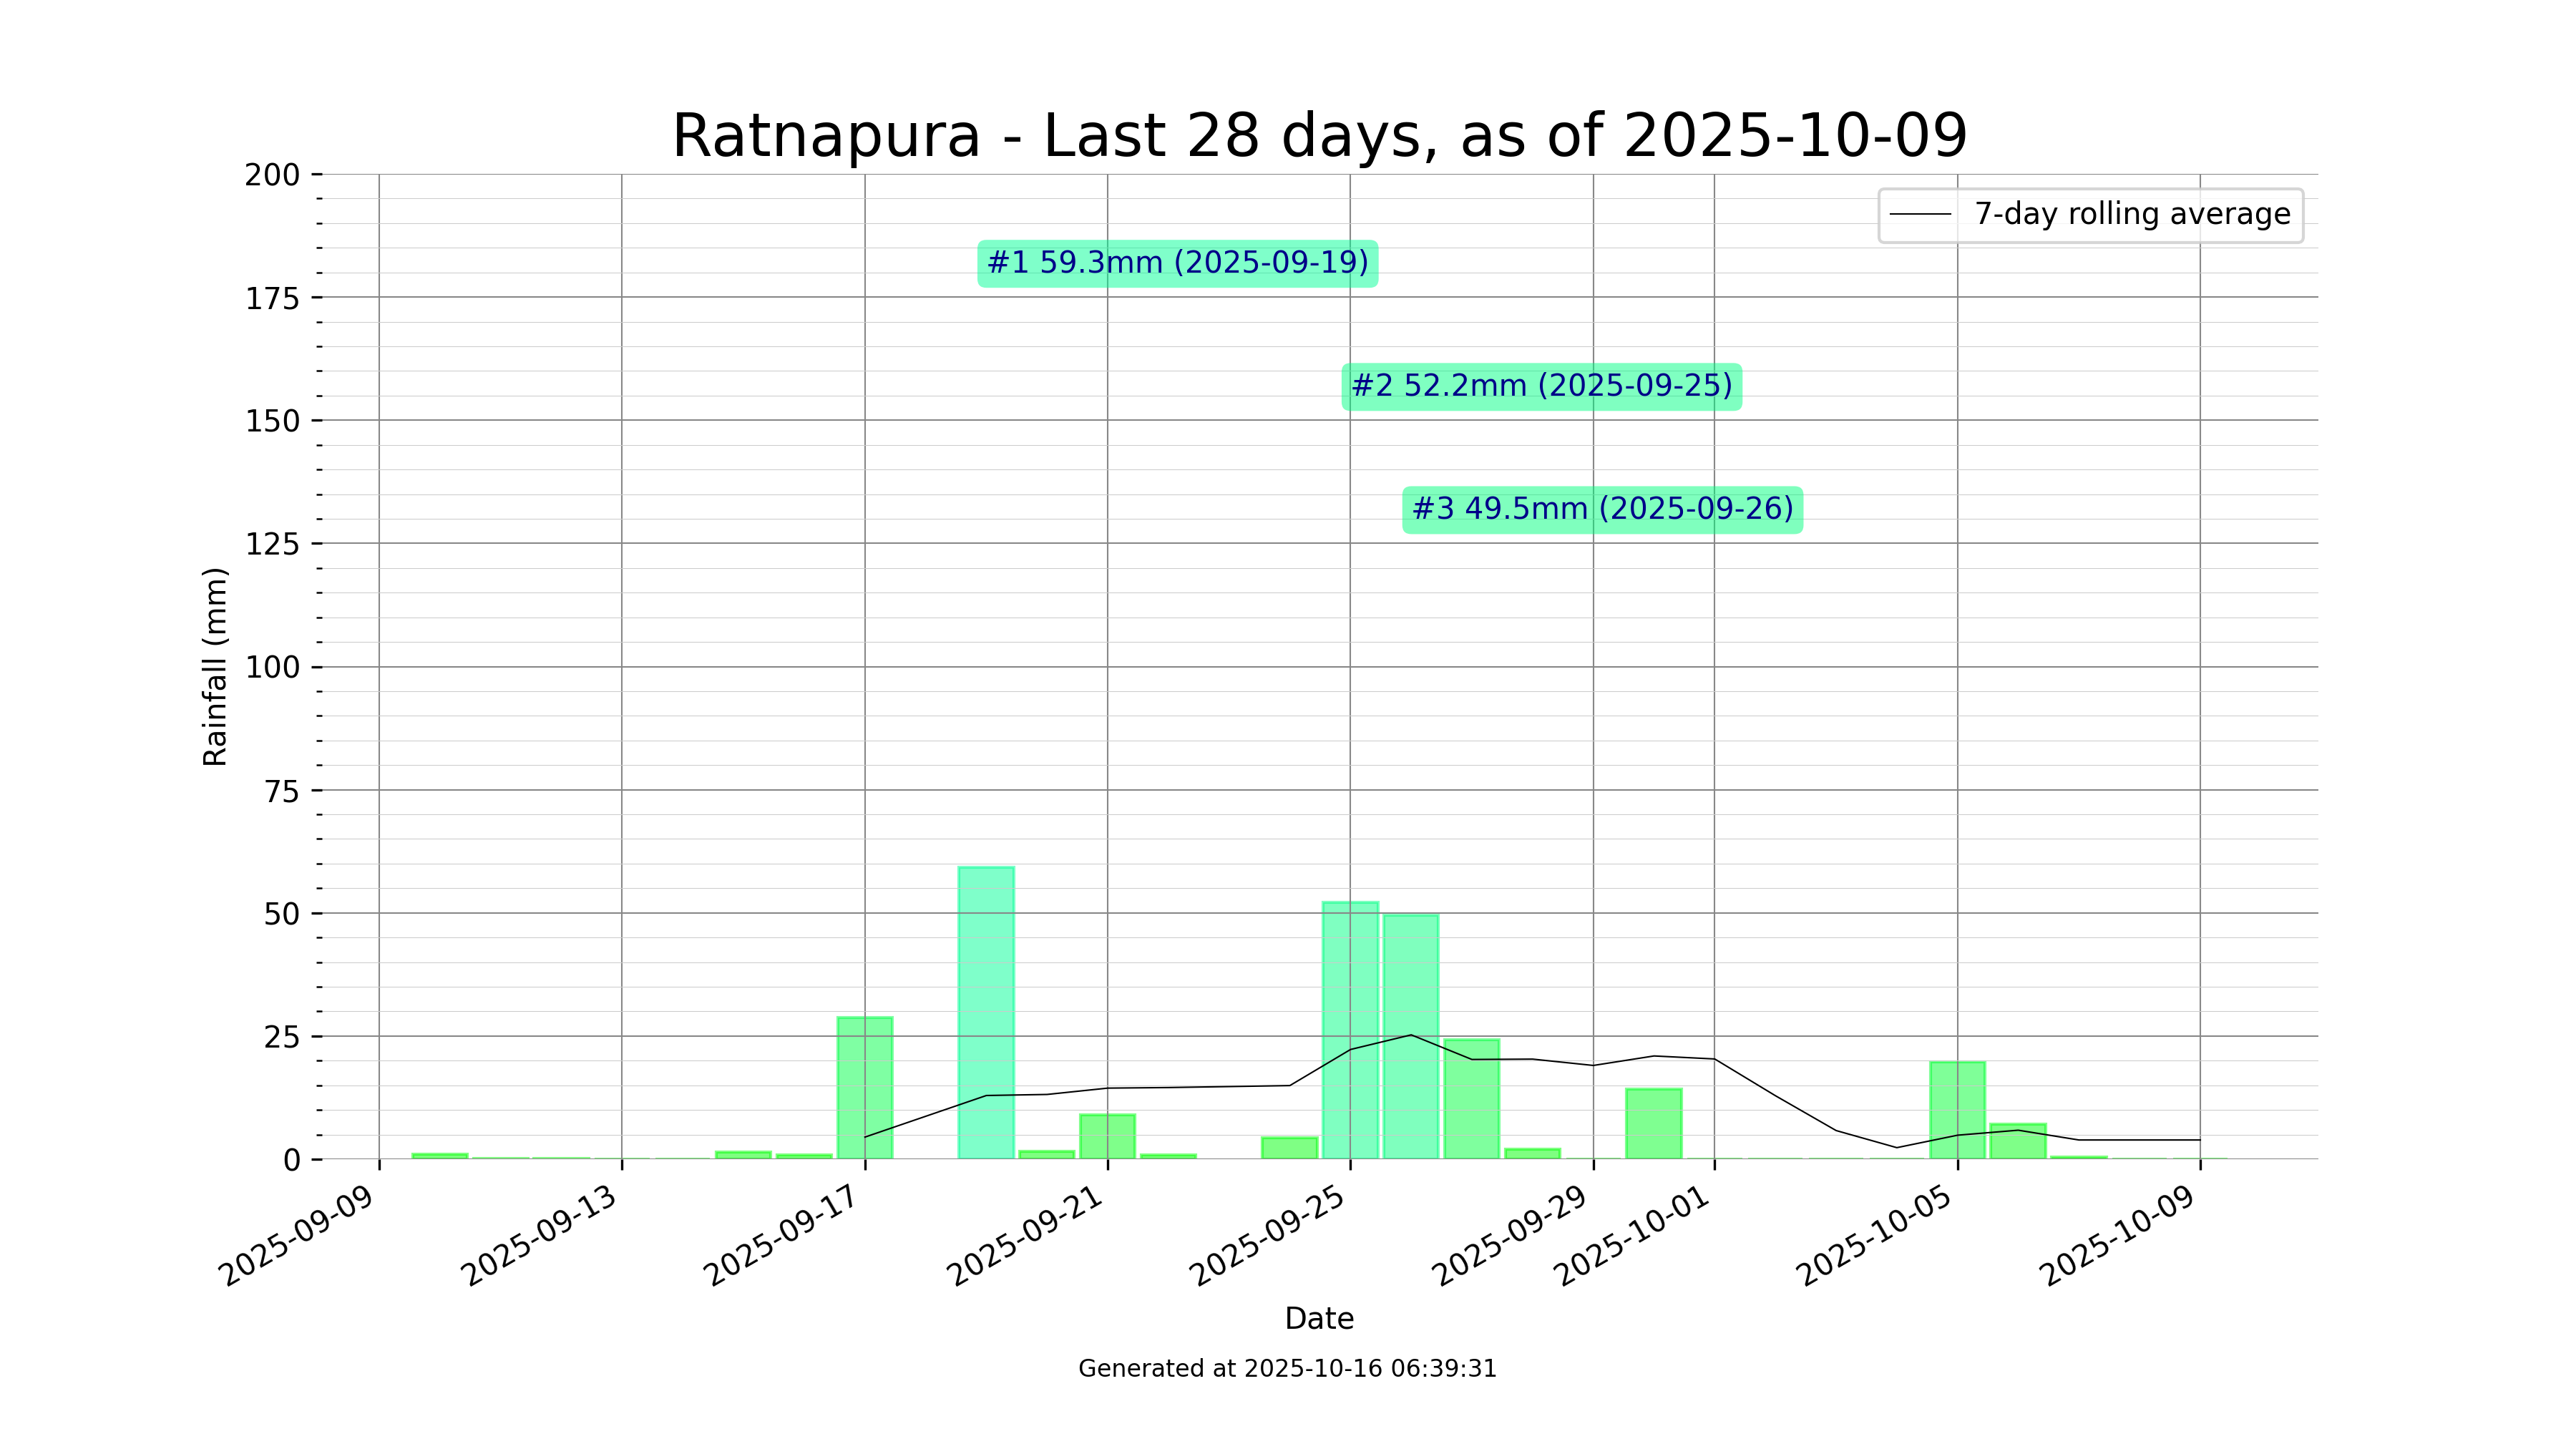 Ratnapura - Last 28 days, as of 2025-10-09
7-day rolling average
#1 59.3mm (2025-09-19)
#2 52.2mm (2025-09-25)
#3 49.5mm (2025-09-26)
Rainfall (mm)
200
175
150
125
100
75
50
25
0
2025-09-09
2025-09-13
2025-09-17
2025-09-21
2025-09-25
2025-09-29
2025-10-01
2025-10-05
2025-10-09
Date
Generated at 2025-10-16 06:39:31